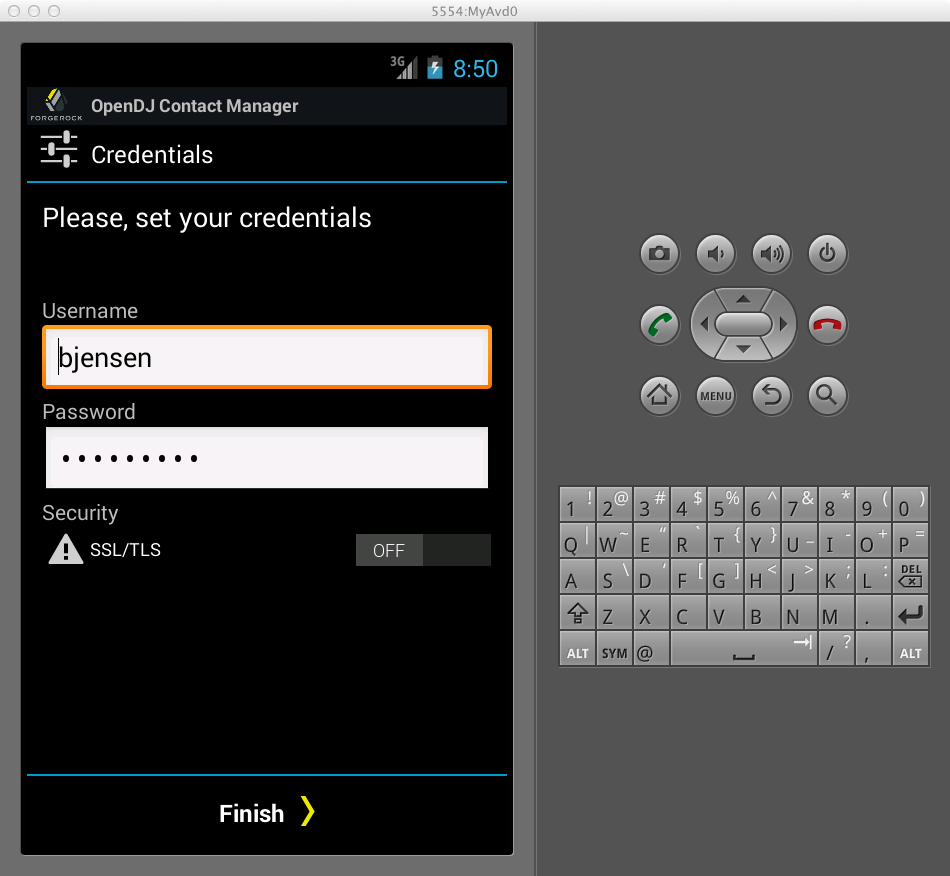 5554:MyAvd0
3G 8:50
FORGEROCK OpenDJ Contact Manager
Credentials
Please, set your credentials
Username
bjensen
Password
•••••••••
Security
SSL/TLS OFF
Finish
MENU
1 ! 2 @ 3 # 4 $ 5 % 6 ^ 7 & 8 * 9 ( 0 )
Q | W ~ E “ R ` T { Y } U _ I - O + P =
A S \ D ‘ F [ G ] H < J > K ; L : DEL
Z X C V B N M .
ALT SYM @ / ? , ALT